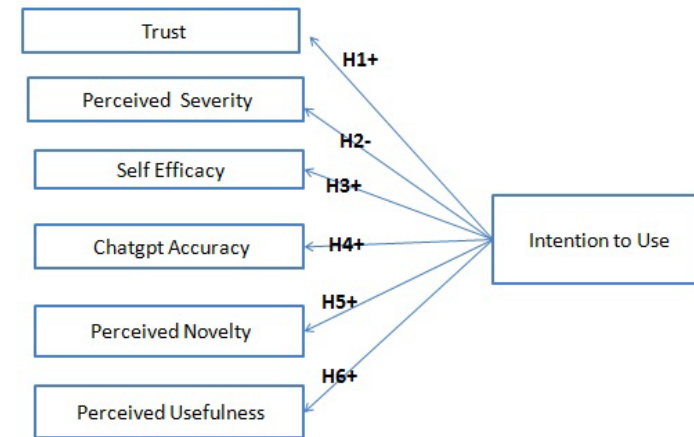 Trust
H1+
Perceived Severity
H2-
Self Efficacy
H3+
Chatgpt Accuracy
H4+
Intention to Use
Perceived Novelty
H5+
Perceived Usefulness
H6+